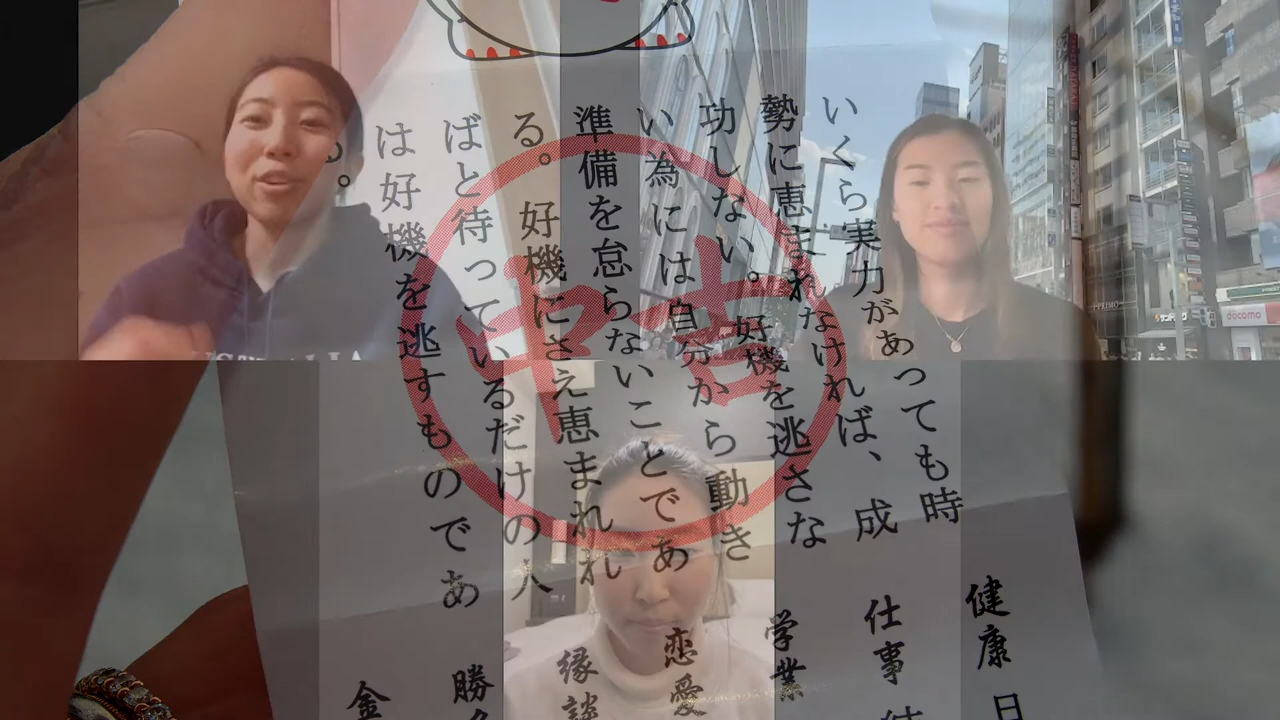 いくら実力があっても時
勢に恵まれなければ、成
功しない。好機を逃さな
い為には自分から動き
準備を怠らないことであ
る。好機にさえ恵まれれ
ばと待っているだけの人
は好機を逃すものであ
る。
中吉
健康
日
仕事
学業
恋愛
縁談
勝
金
AUSTRALIA
docomo